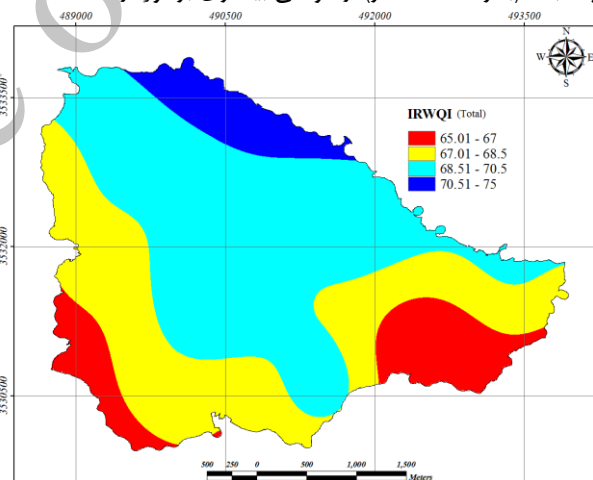 489000 490500 492000 493500
N
W E
S
3533500
IRWQI (Total)
65.01 - 67
67.01 - 68.5
68.51 - 70.5
70.51 - 75
3532000
3530500
500 250 0 500 1,000 1,500
Meters